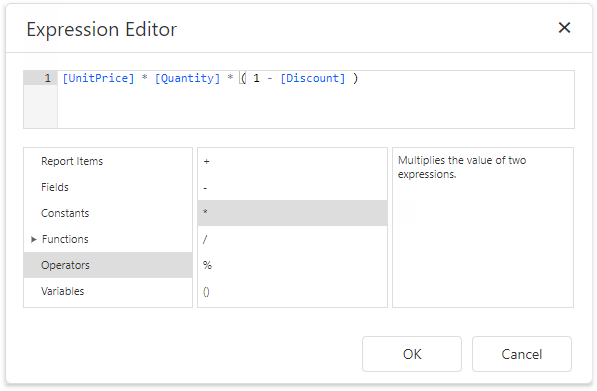 Expression Editor
1 [UnitPrice] * [Quantity] * ( 1 - [Discount] )
Report Items
Fields
Constants
Functions
Operators
Variables
+
-
*
/
%
()
Multiplies the value of two
expressions.
OK
Cancel